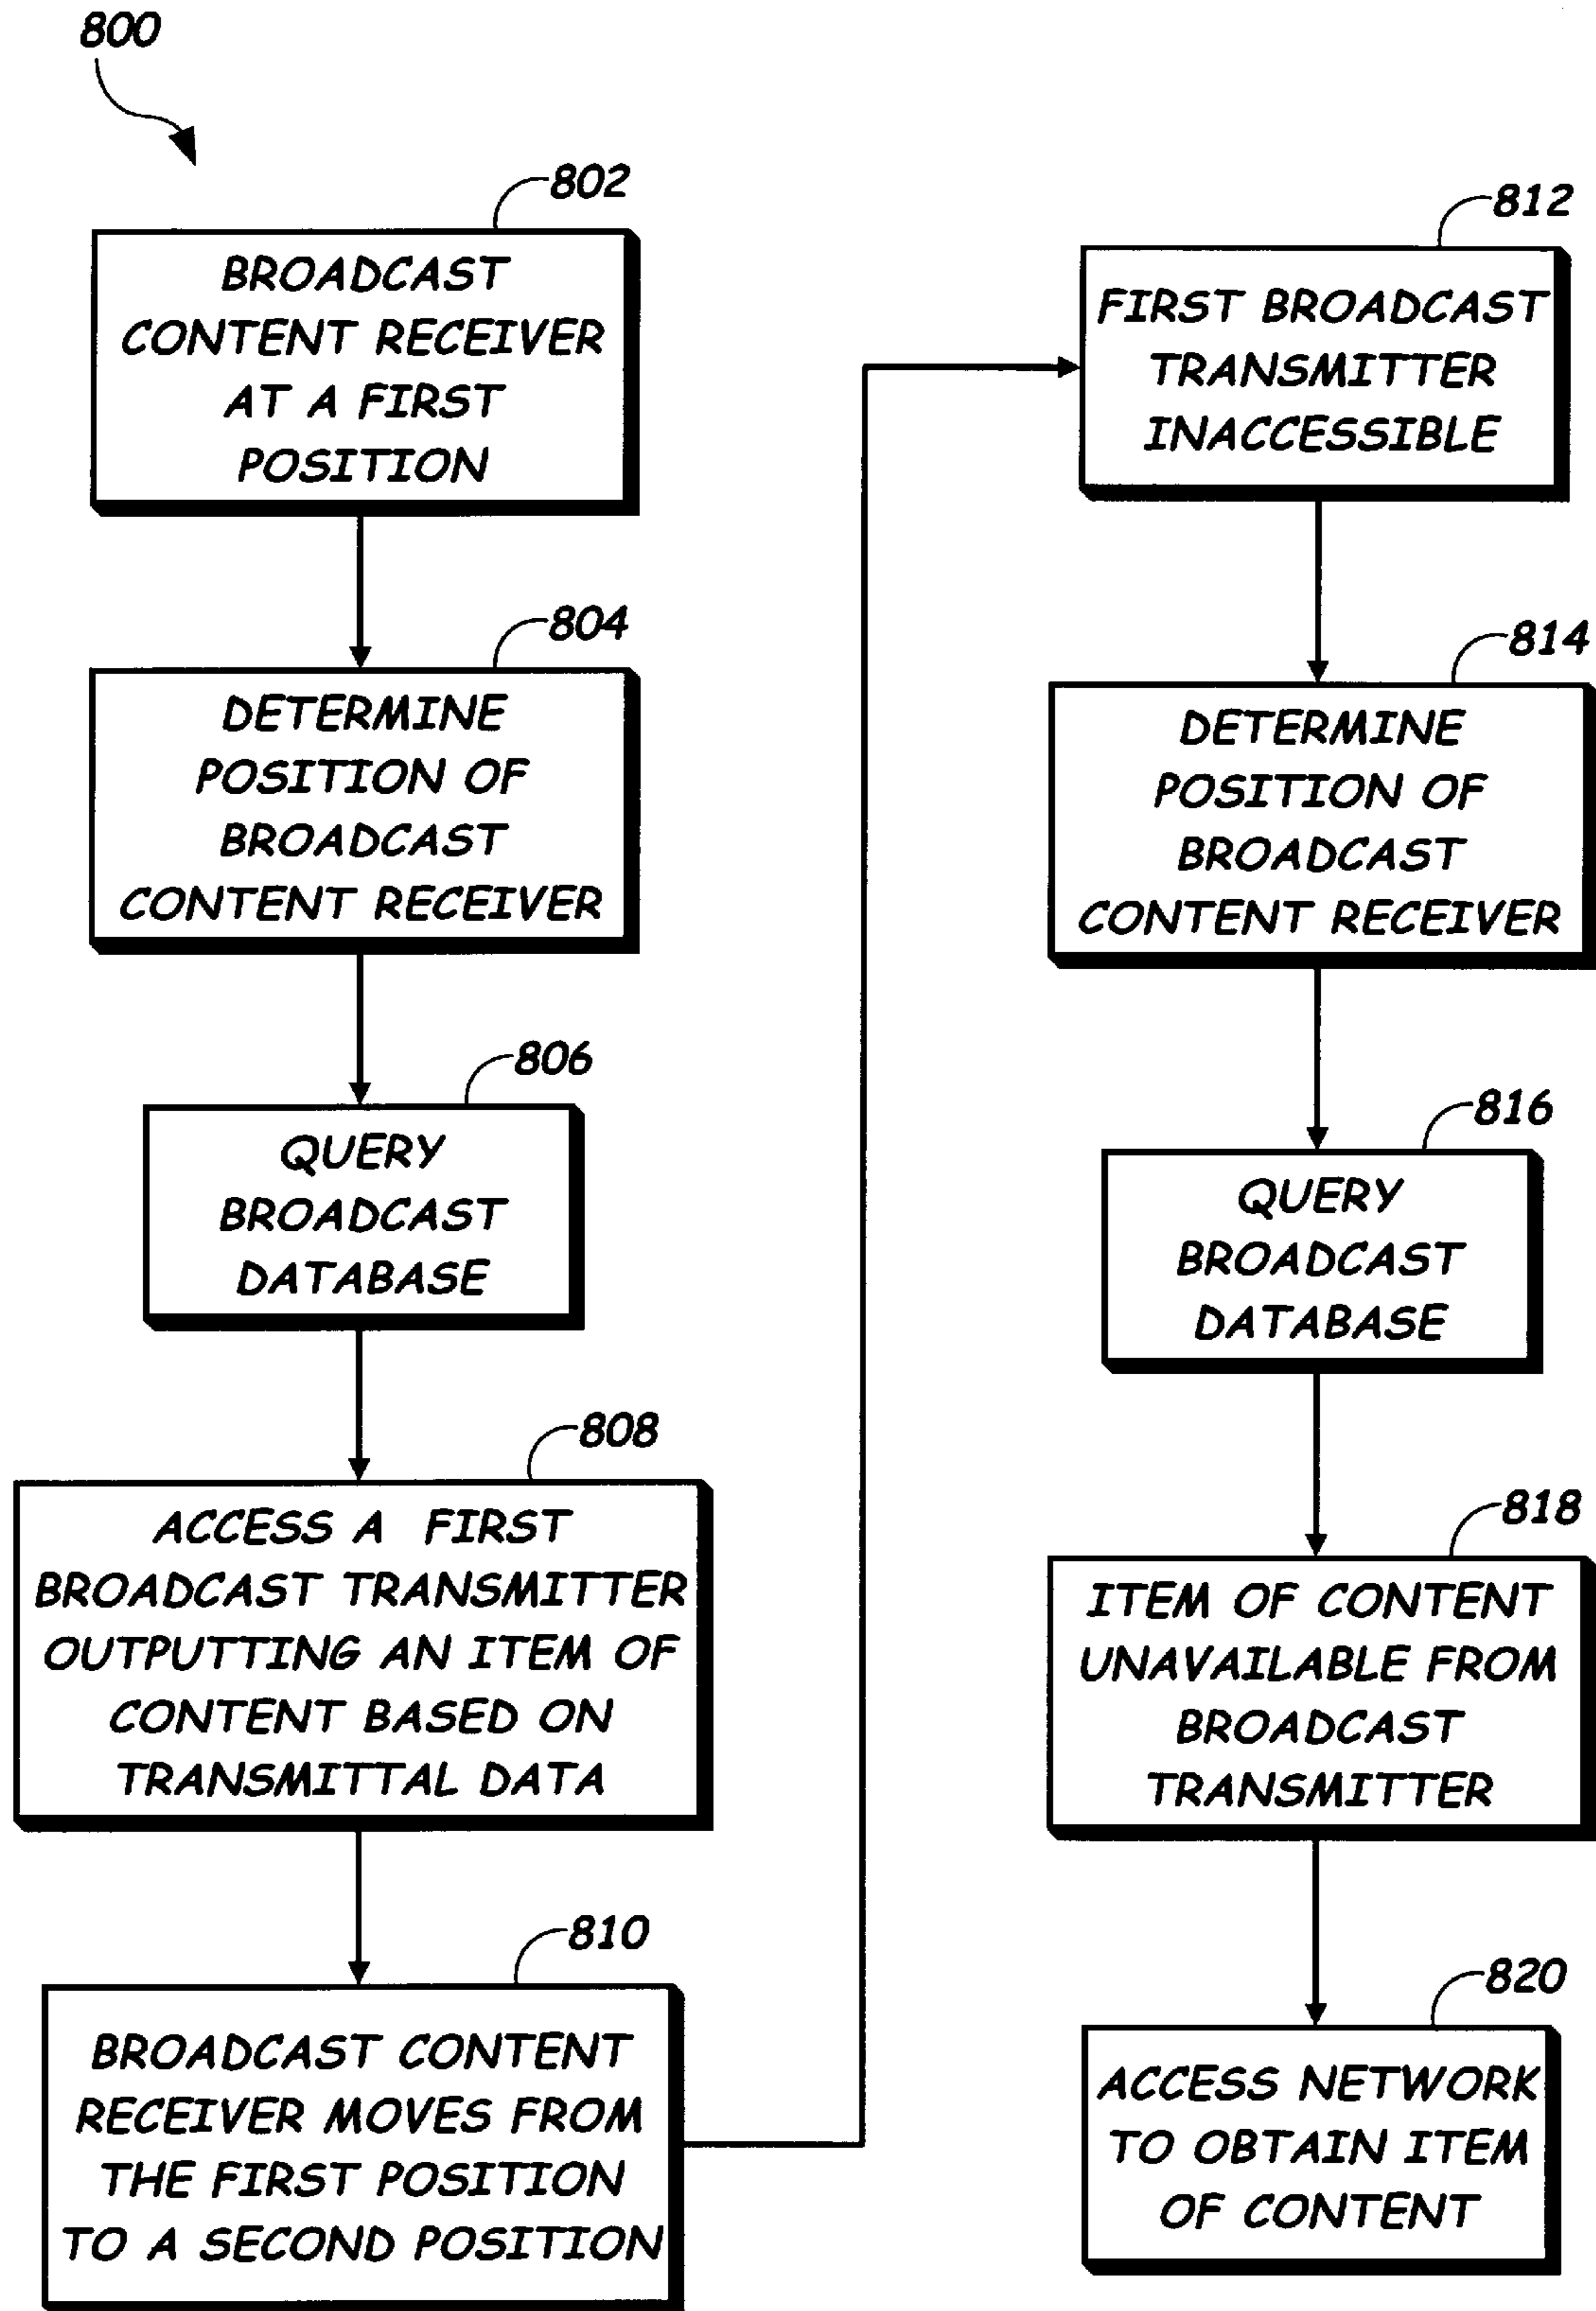 800
802
BROADCAST
CONTENT RECEIVER
AT A FIRST
POSITION
804
DETERMINE
POSITION OF
BROADCAST
CONTENT RECEIVER
806
QUERY
BROADCAST
DATABASE
808
ACCESS A FIRST
BROADCAST TRANSMITTER
OUTPUTTING AN ITEM OF
CONTENT BASED ON
TRANSMITTAL DATA
810
BROADCAST CONTENT
RECEIVER MOVES FROM
THE FIRST POSITION
TO A SECOND POSITION
812
FIRST BROADCAST
TRANSMITTER
INACCESSIBLE
814
DETERMINE
POSITION OF
BROADCAST
CONTENT RECEIVER
816
QUERY
BROADCAST
DATABASE
818
ITEM OF CONTENT
UNAVAILABLE FROM
BROADCAST
TRANSMITTER
820
ACCESS NETWORK
TO OBTAIN ITEM
OF CONTENT